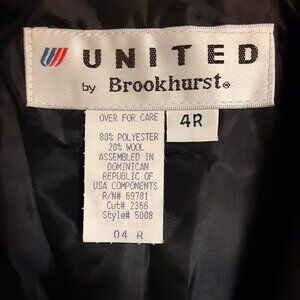 UNITED
by Brookhurst®
OVER FOR CARE
4R
80% POLYESTER
20% WOOL
ASSEMBLED IN
DOMINICAN
REPUBLIC OF
USA COMPONENTS
R/N# 69781
Cut# 2366
Style# 5008
04 R